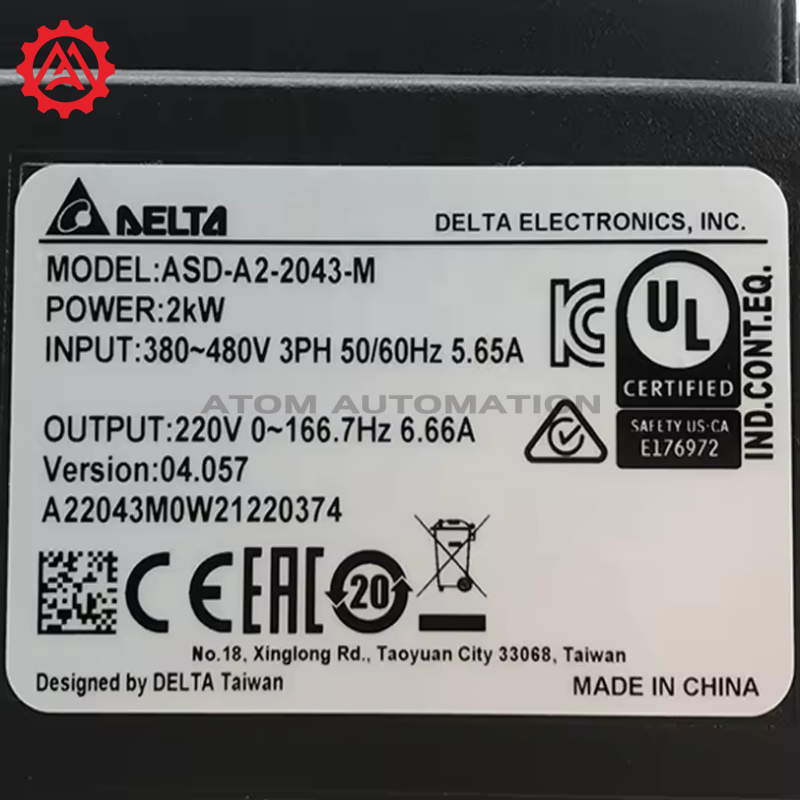 DELTA
DELTA ELECTRONICS, INC.
MODEL:ASD-A2-2043-M
POWER:2kW
INPUT:380~480V 3PH 50/60Hz 5.65A
ATOM AUTOMATION
OUTPUT:220V 0~166.7Hz 6.66A
Version:04.057
A22043M0W21220374
KC
UL
CERTIFIED
SAFETY US·CA
E176972
IND.CONT.EQ.
CE
EAC
20
No.18, Xinglong Rd., Taoyuan City 33068, Taiwan
Designed by DELTA Taiwan
MADE IN CHINA